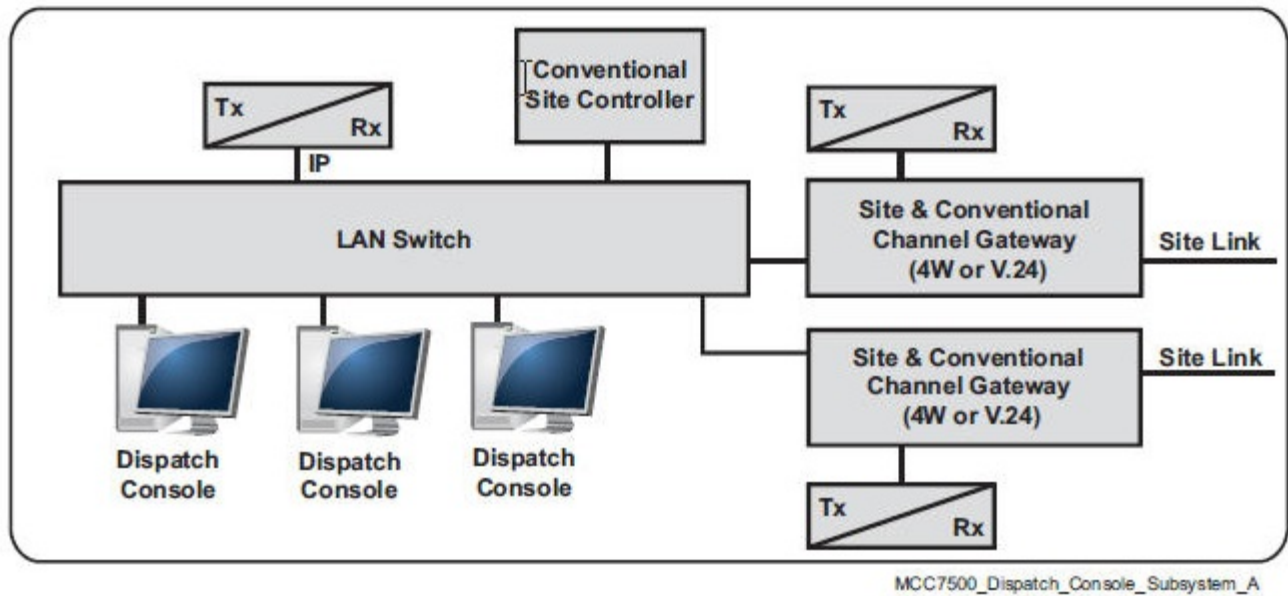 Conventional
Site Controller
Tx
Rx
IP
Tx
Rx
LAN Switch
Site & Conventional
Channel Gateway
(4W or V.24)
Site Link
Site & Conventional
Channel Gateway
(4W or V.24)
Site Link
Dispatch
Console
Dispatch
Console
Dispatch
Console
Tx
Rx
MCC7500_Dispatch_Console_Subsystem_A